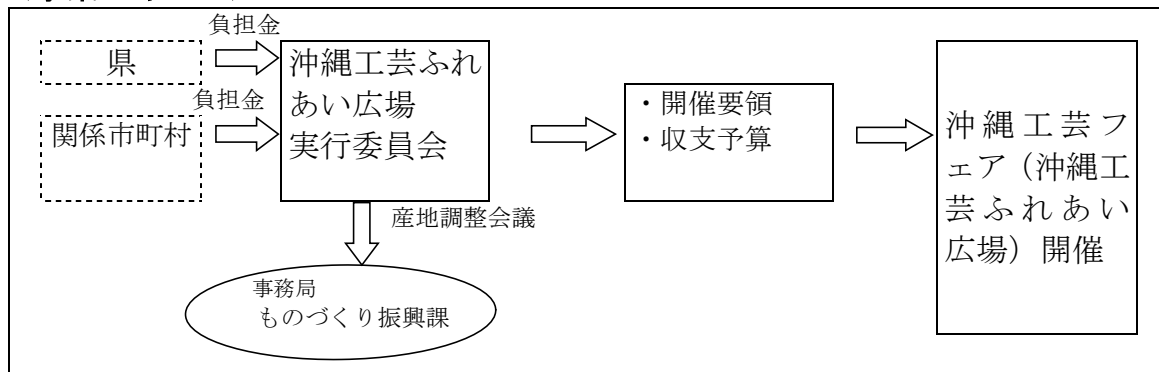 負担金
県
負担金
関係市町村
沖縄工芸ふれ
あい広場
実行委員会
・開催要領
・収支予算
沖縄工芸フ
ェア（沖縄工
芸ふれあい
広場）開催
産地調整会議
事務局
ものづくり振興課